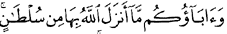 وَءَابَآؤُكُم مَّآ أَنزَلَ ٱللَّهُ بِهَا مِن سُلْطَٰنٍۚ